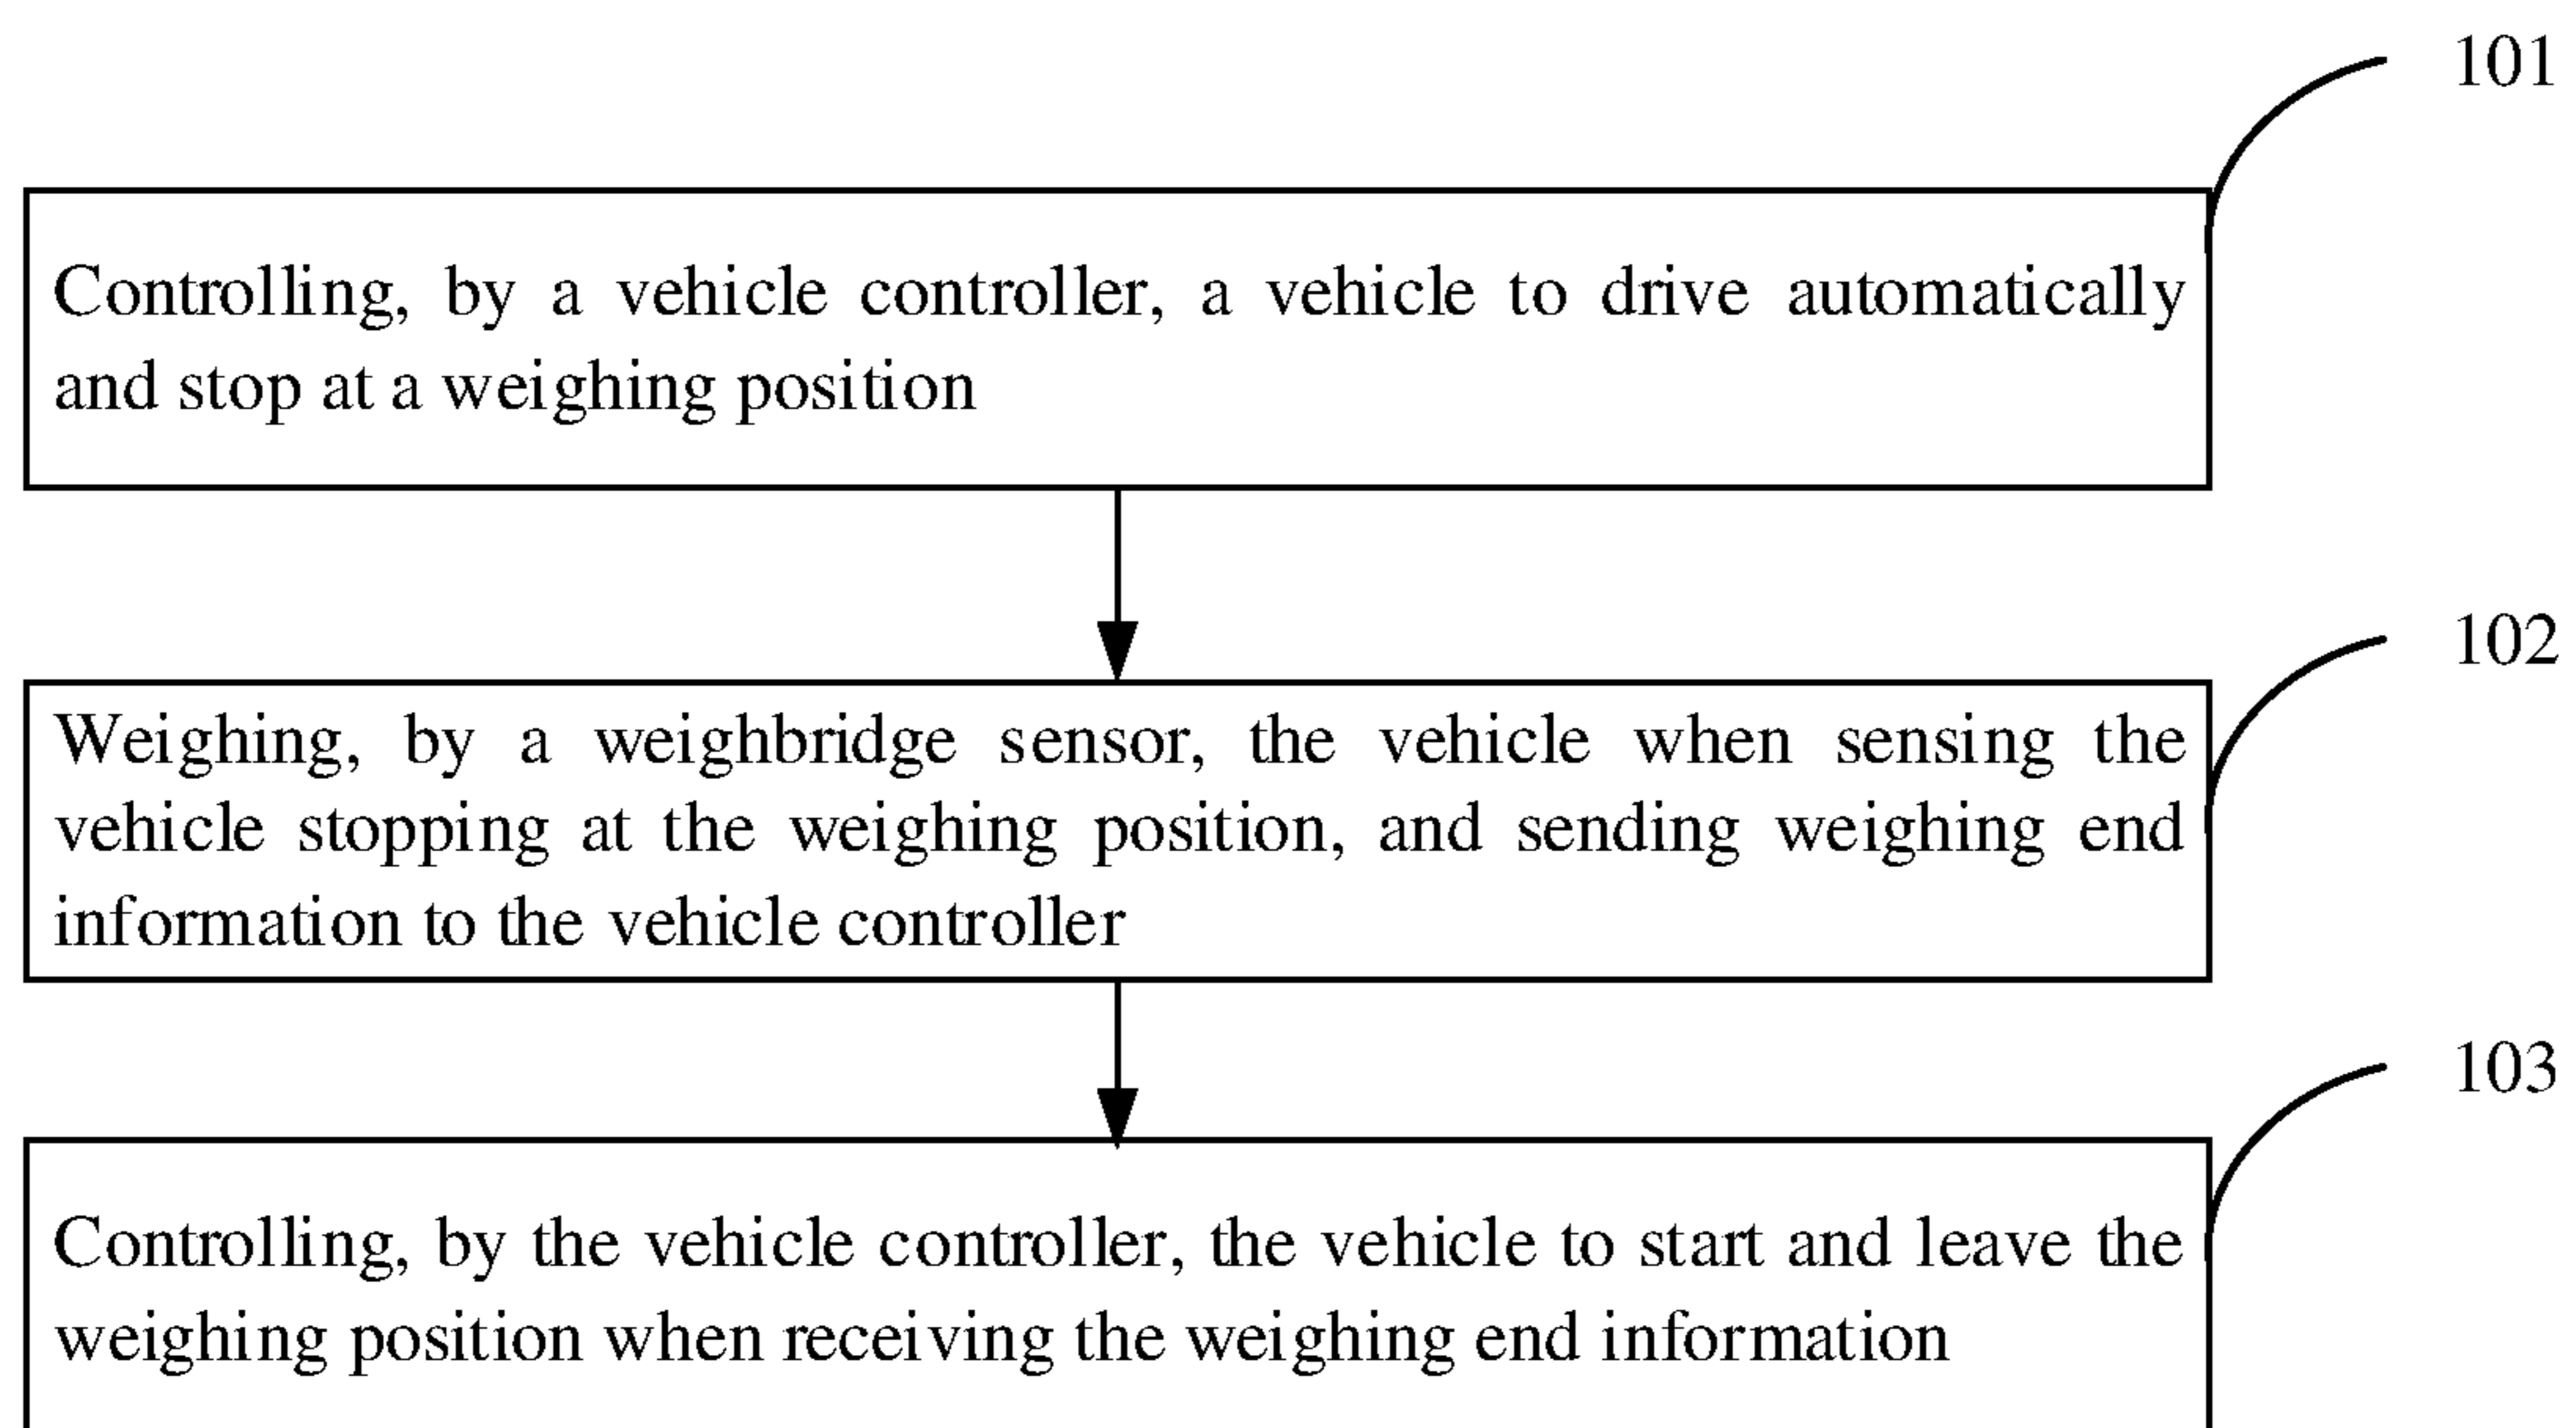 101
Controlling, by a vehicle controller, a vehicle to drive automatically
and stop at a weighing position
102
Weighing, by a weighbridge sensor, the vehicle when sensing the
vehicle stopping at the weighing position, and sending weighing end
information to the vehicle controller
103
Controlling, by the vehicle controller, the vehicle to start and leave the
weighing position when receiving the weighing end information